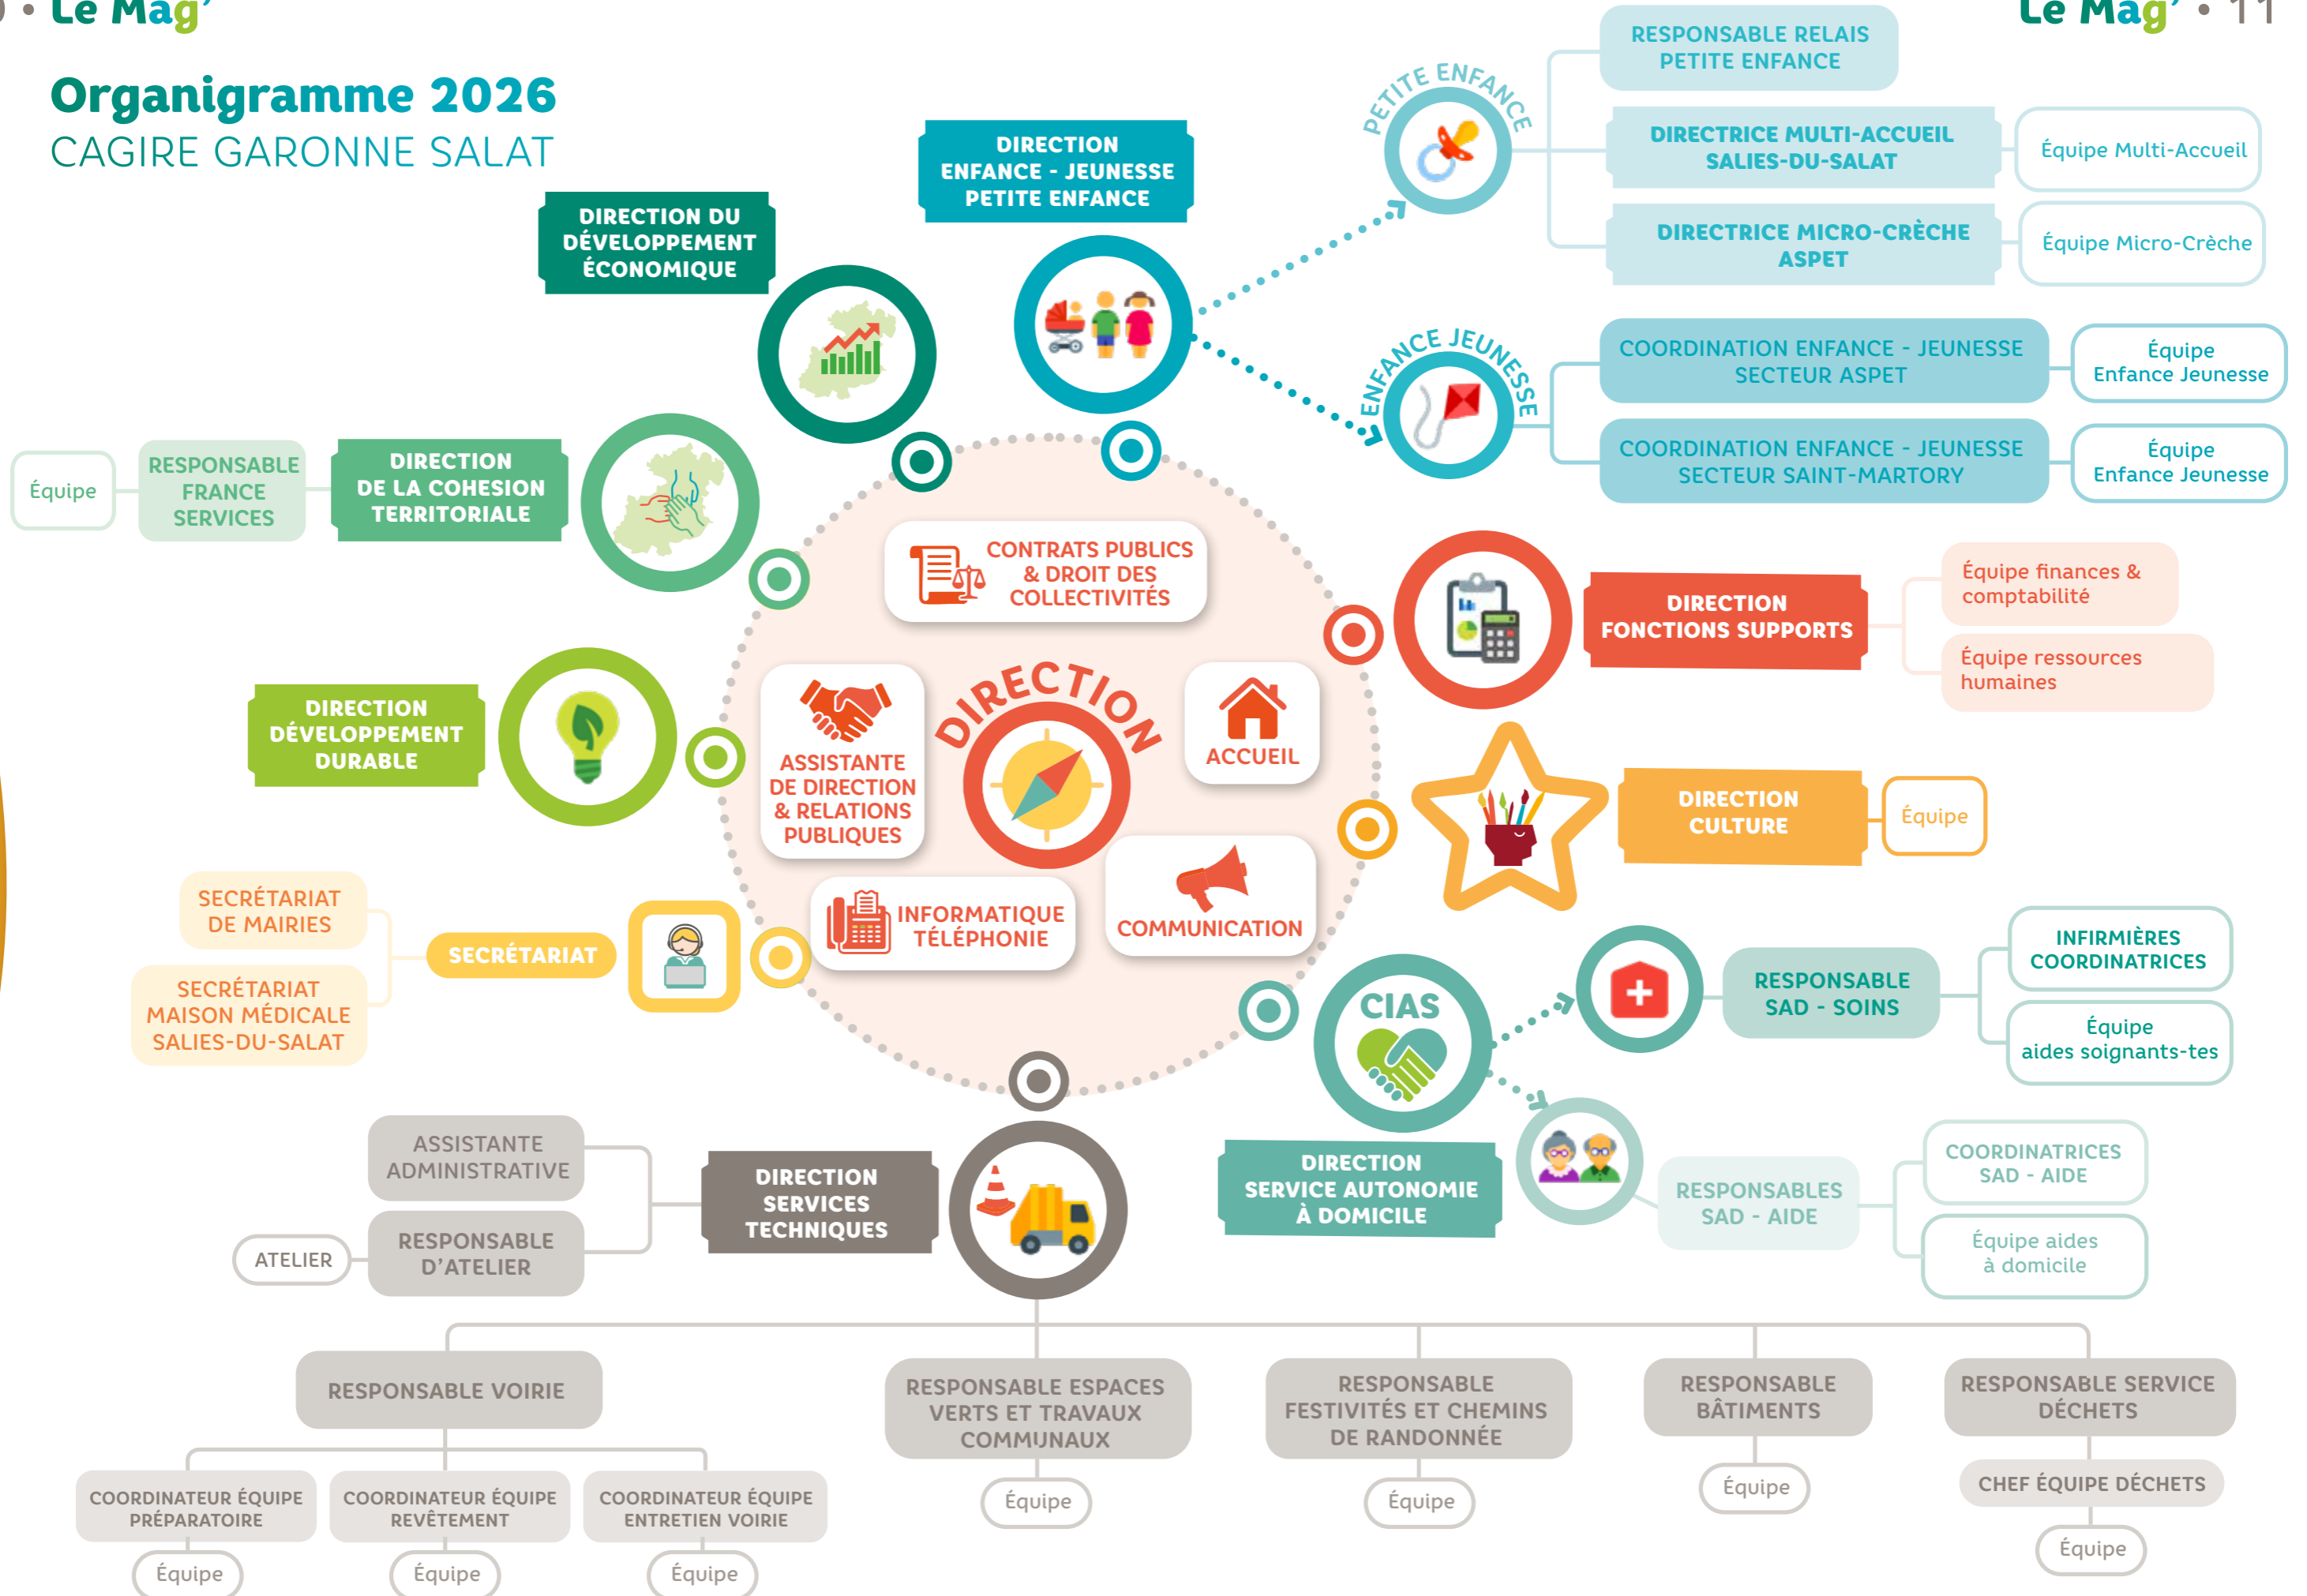 • Le Mag'
Le Mag' • 11
Organigramme 2026
CAGIRE GARONNE SALAT
DIRECTION
ENFANCE - JEUNESSE
PETITE ENFANCE
PETITE ENFANCE
RESPONSABLE RELAIS
PETITE ENFANCE
DIRECTRICE MULTI-ACCUEIL
SALIES-DU-SALAT
Équipe Multi-Accueil
DIRECTRICE MICRO-CRÈCHE
ASPET
Équipe Micro-Crèche
ENFANCE JEUNESSE
COORDINATION ENFANCE - JEUNESSE
SECTEUR ASPET
Équipe
Enfance Jeunesse
COORDINATION ENFANCE - JEUNESSE
SECTEUR SAINT-MARTORY
Équipe
Enfance Jeunesse
DIRECTION DU
DÉVELOPPEMENT
ÉCONOMIQUE
DIRECTION
DE LA COHESION
TERRITORIALE
RESPONSABLE
FRANCE
SERVICES
Équipe
DIRECTION
DÉVELOPPEMENT
DURABLE
CONTRATS PUBLICS
& DROIT DES
COLLECTIVITÉS
ASSISTANTE
DE DIRECTION
& RELATIONS
PUBLIQUES
DIRECTION
ACCUEIL
INFORMATIQUE
TÉLÉPHONIE
COMMUNICATION
DIRECTION
FONCTIONS SUPPORTS
Équipe finances &
comptabilité
Équipe ressources
humaines
DIRECTION
CULTURE
Équipe
SECRÉTARIAT
SECRÉTARIAT
DE MAIRIES
SECRÉTARIAT
MAISON MÉDICALE
SALIES-DU-SALAT
CIAS
DIRECTION
SERVICE AUTONOMIE
À DOMICILE
RESPONSABLE
SAD - SOINS
INFIRMIÈRES
COORDINATRICES
Équipe
aides soignants-tes
RESPONSABLES
SAD - AIDE
COORDINATRICES
SAD - AIDE
Équipe aides
à domicile
DIRECTION
SERVICES
TECHNIQUES
ASSISTANTE
ADMINISTRATIVE
RESPONSABLE
D'ATELIER
ATELIER
RESPONSABLE VOIRIE
COORDINATEUR ÉQUIPE
PRÉPARATOIRE
Équipe
COORDINATEUR ÉQUIPE
REVÊTEMENT
Équipe
COORDINATEUR ÉQUIPE
ENTRETIEN VOIRIE
Équipe
RESPONSABLE ESPACES
VERTS ET TRAVAUX
COMMUNAUX
Équipe
RESPONSABLE
FESTIVITÉS ET CHEMINS
DE RANDONNÉE
Équipe
RESPONSABLE
BÂTIMENTS
Équipe
RESPONSABLE SERVICE
DÉCHETS
CHEF ÉQUIPE DÉCHETS
Équipe